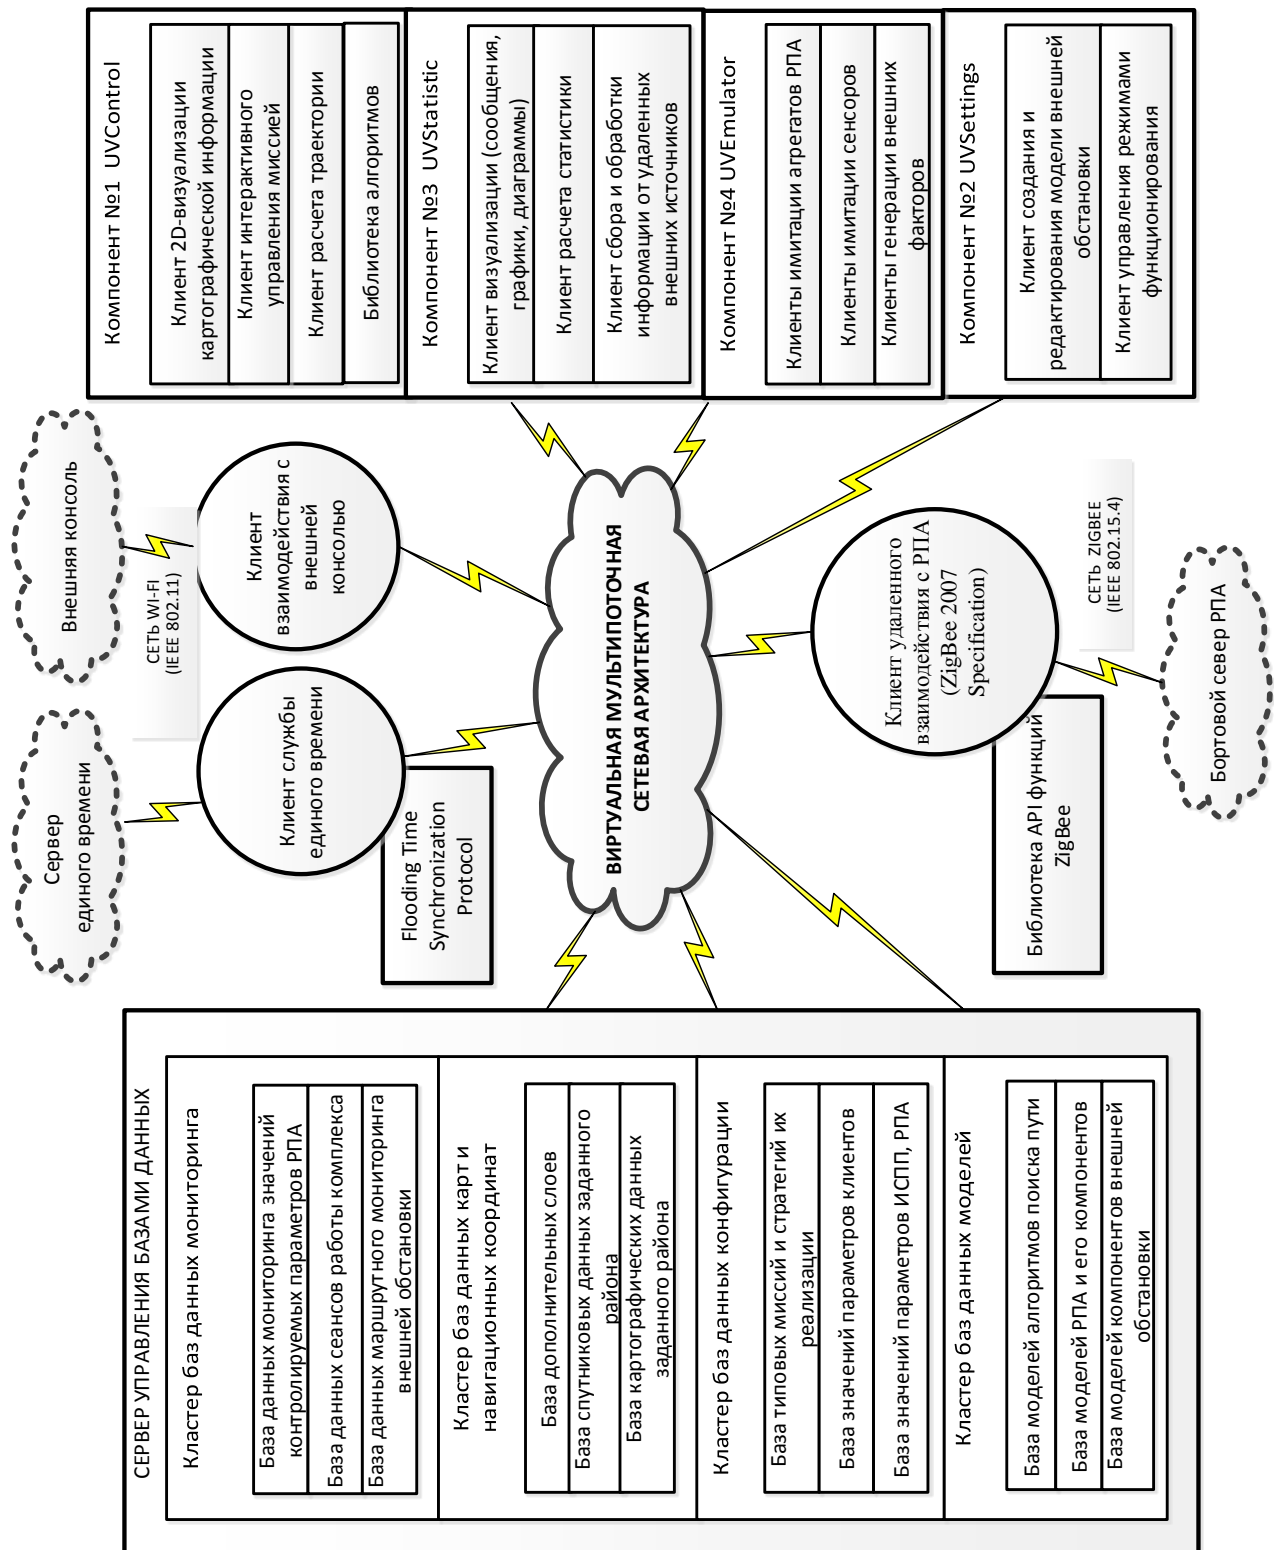 СЕРВЕР УПРАВЛЕНИЯ БАЗАМИ ДАННЫХ
Кластер баз данных мониторинга
База данных мониторинга значений
контролируемых параметров РПА
База данных сеансов работы комплекса
База данных маршрутного мониторинга
внешней обстановки
Кластер баз данных карт и
навигационных координат
База дополнительных слоев
База спутниковых данных заданного
района
База картографических данных
заданного района
Кластер баз данных конфигурации
База типовых миссий и стратегий их
реализации
База значений параметров клиентов
База значений параметров ИСПП, РПА
Кластер баз данных моделей
База моделей алгоритмов поиска пути
База моделей РПА и его компонентов
База моделей компонентов внешней
обстановки
Сервер
единого времени
Внешняя консоль
СЕТЬ WI-FI
(IEEE 802.11)
Клиент службы
единого времени
Flooding Time
Synchronization
Protocol
Клиент
взаимодействия с
внешней
консолью
ВИРТУАЛЬНАЯ МУЛЬТИПОТОЧНАЯ
СЕТЕВАЯ АРХИТЕКТУРА
Клиент удаленного
взаимодействия с РПА
(ZigBee 2007
Specification)
Библиотека API функций
ZigBee
СЕТЬ ZIGBEE
(IEEE 802.15.4)
Бортовой север РПА
Компонент №1 UVControl
Клиент 2D-визуализации
картографической информации
Клиент интерактивного
управления миссией
Клиент расчета траектории
Библиотека алгоритмов
Компонент №3 UVStatistic
Клиент визуализации (сообщения,
графики, диаграммы)
Клиент расчета статистики
Клиент сбора и обработки
информации от удаленных
внешних источников
Компонент №4 UVEmulator
Клиенты имитации агрегатов РПА
Клиенты имитации сенсоров
Клиенты генерации внешних
факторов
Компонент №2 UVSettings
Клиент создания и
редактирования модели внешней
обстановки
Клиент управления режимами
функционирования